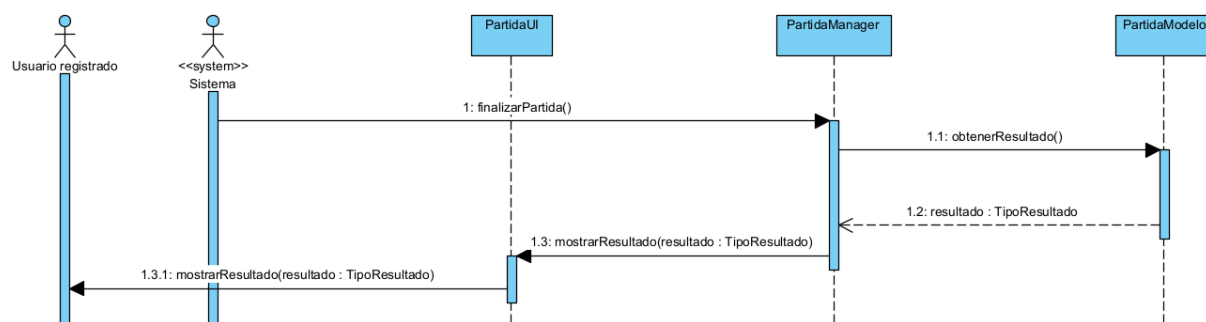 PartidaUI
PartidaManager
PartidaModelo
Usuario registrado
<<system>>
Sistema
1: finalizarPartida()
1.1: obtenerResultado()
1.2: resultado : TipoResultado
1.3: mostrarResultado(resultado : TipoResultado)
1.3.1: mostrarResultado(resultado : TipoResultado)